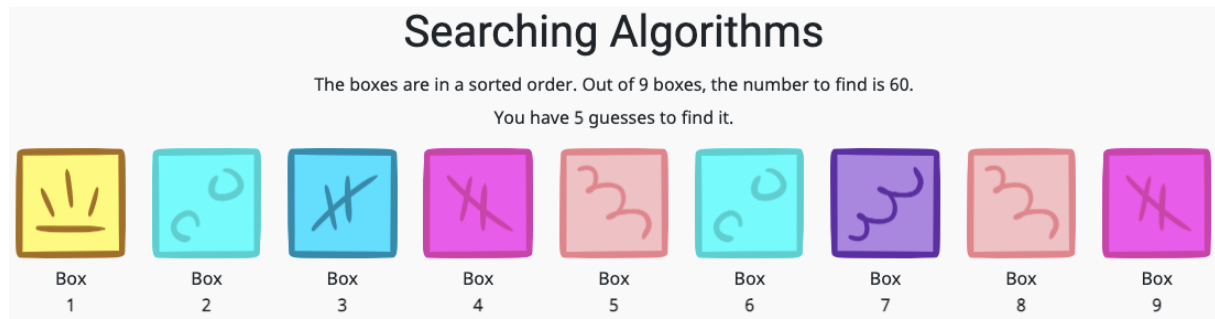 Searching Algorithms
The boxes are in a sorted order. Out of 9 boxes, the number to find is 60.
You have 5 guesses to find it.
Box Box Box Box Box Box Box Box Box
1 2 3 4 5 6 7 8 9